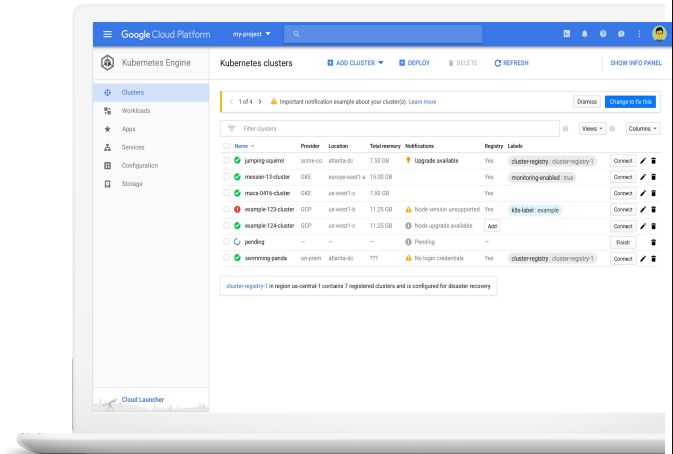 Google Cloud Platform my-project
Kubernetes Engine
Kubernetes clusters ADD CLUSTER DEPLOY DELETE REFRESH SHOW INFO PANEL
Clusters
Workloads
Apps
Services
Configuration
Storage
Cloud Launcher
1 of 4 Important notification example about your cluster(s). Learn more Dismiss Change to fix this
Filter clusters Views Columns
Name Provider Location Total memory Notifications Registry Labels
jumping-squirrel acme-co atlanta-dc 7.50 GB Upgrade available Yes cluster-registry : cluster-registry-1 Connect
messier-13-cluster GKE europe-east1-a 15.00 GB Yes monitoring-enabled : true Connect
macs-0416-cluster GKE us-west1-c 7.50 GB Yes Connect
example-123-cluster GCP us-west1-b 11.25 GB Node version unsupported Yes k8s-label : example Connect
example-124-cluster GCP us-west1-c 11.25 GB Node upgrade available Add Connect
pending – – – Pending – Finish
swimming-panda on-prem atlanta-dc ??? No login credentials Yes cluster-registry : cluster-registry-1 Connect
cluster-registry-1 in region us-central-1 contains 7 registered clusters and is configured for disaster recovery